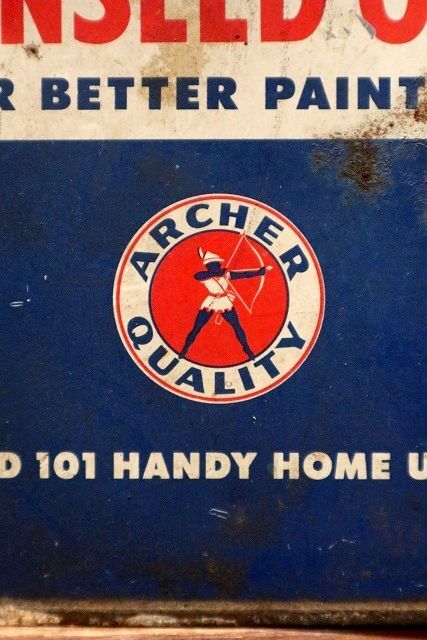 NSEED O
R BETTER PAINT
ARCHER
QUALITY
D 101 HANDY HOME U